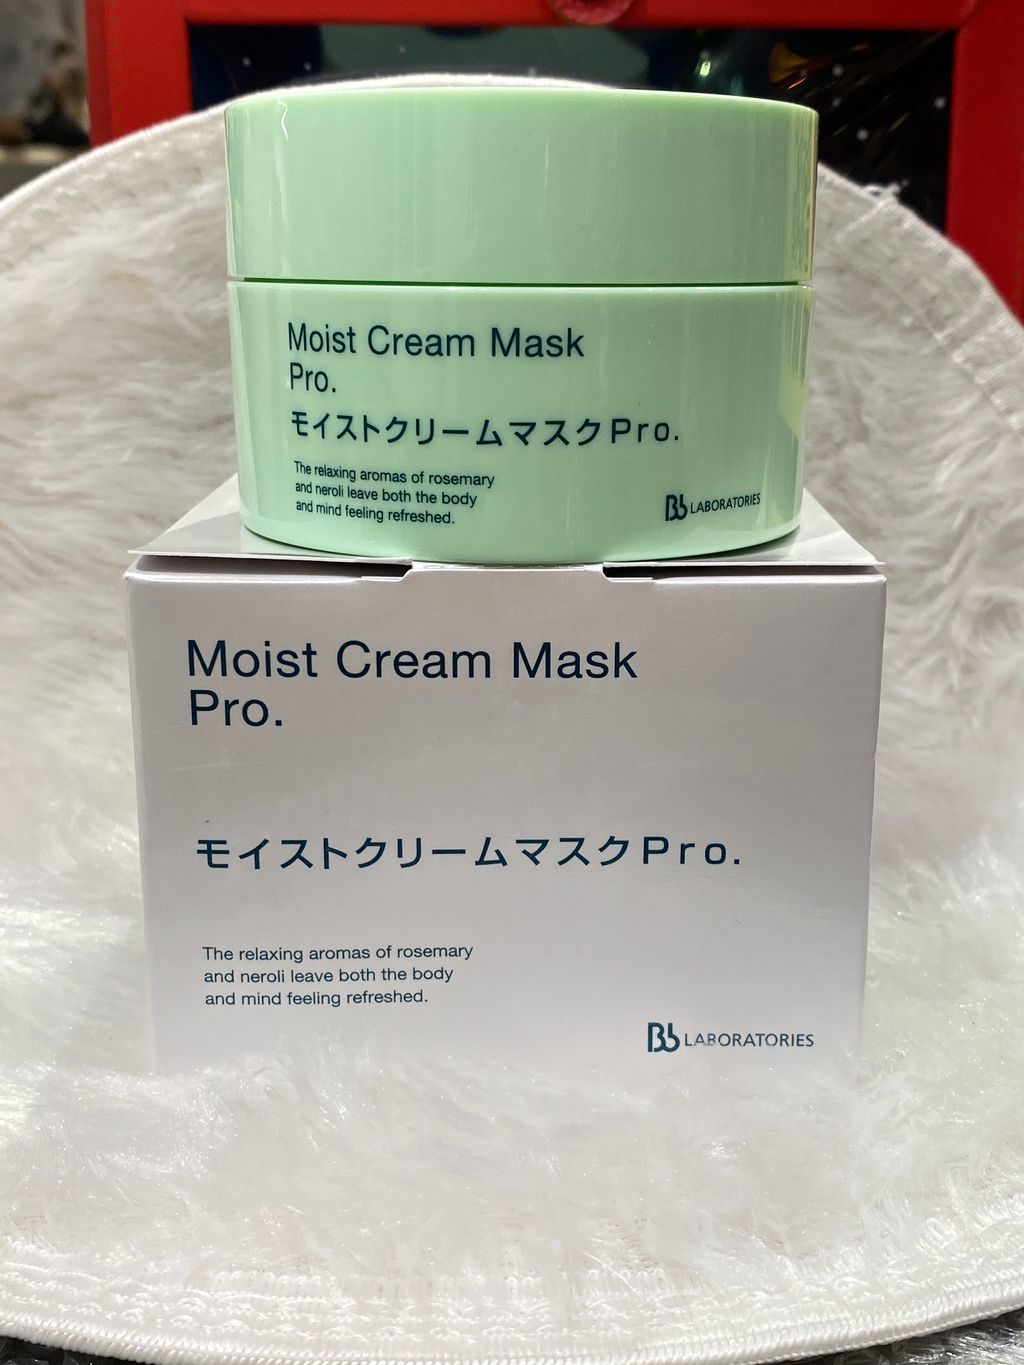 Moist Cream Mask
Pro.
モイストクリームマスクPro.
The relaxing aromas of rosemary
and neroli leave both the body
and mind feeling refreshed.
Bb LABORATORIES
Moist Cream Mask
Pro.
モイストクリームマスクPro.
The relaxing aromas of rosemary
and neroli leave both the body
and mind feeling refreshed.
Bb LABORATORIES